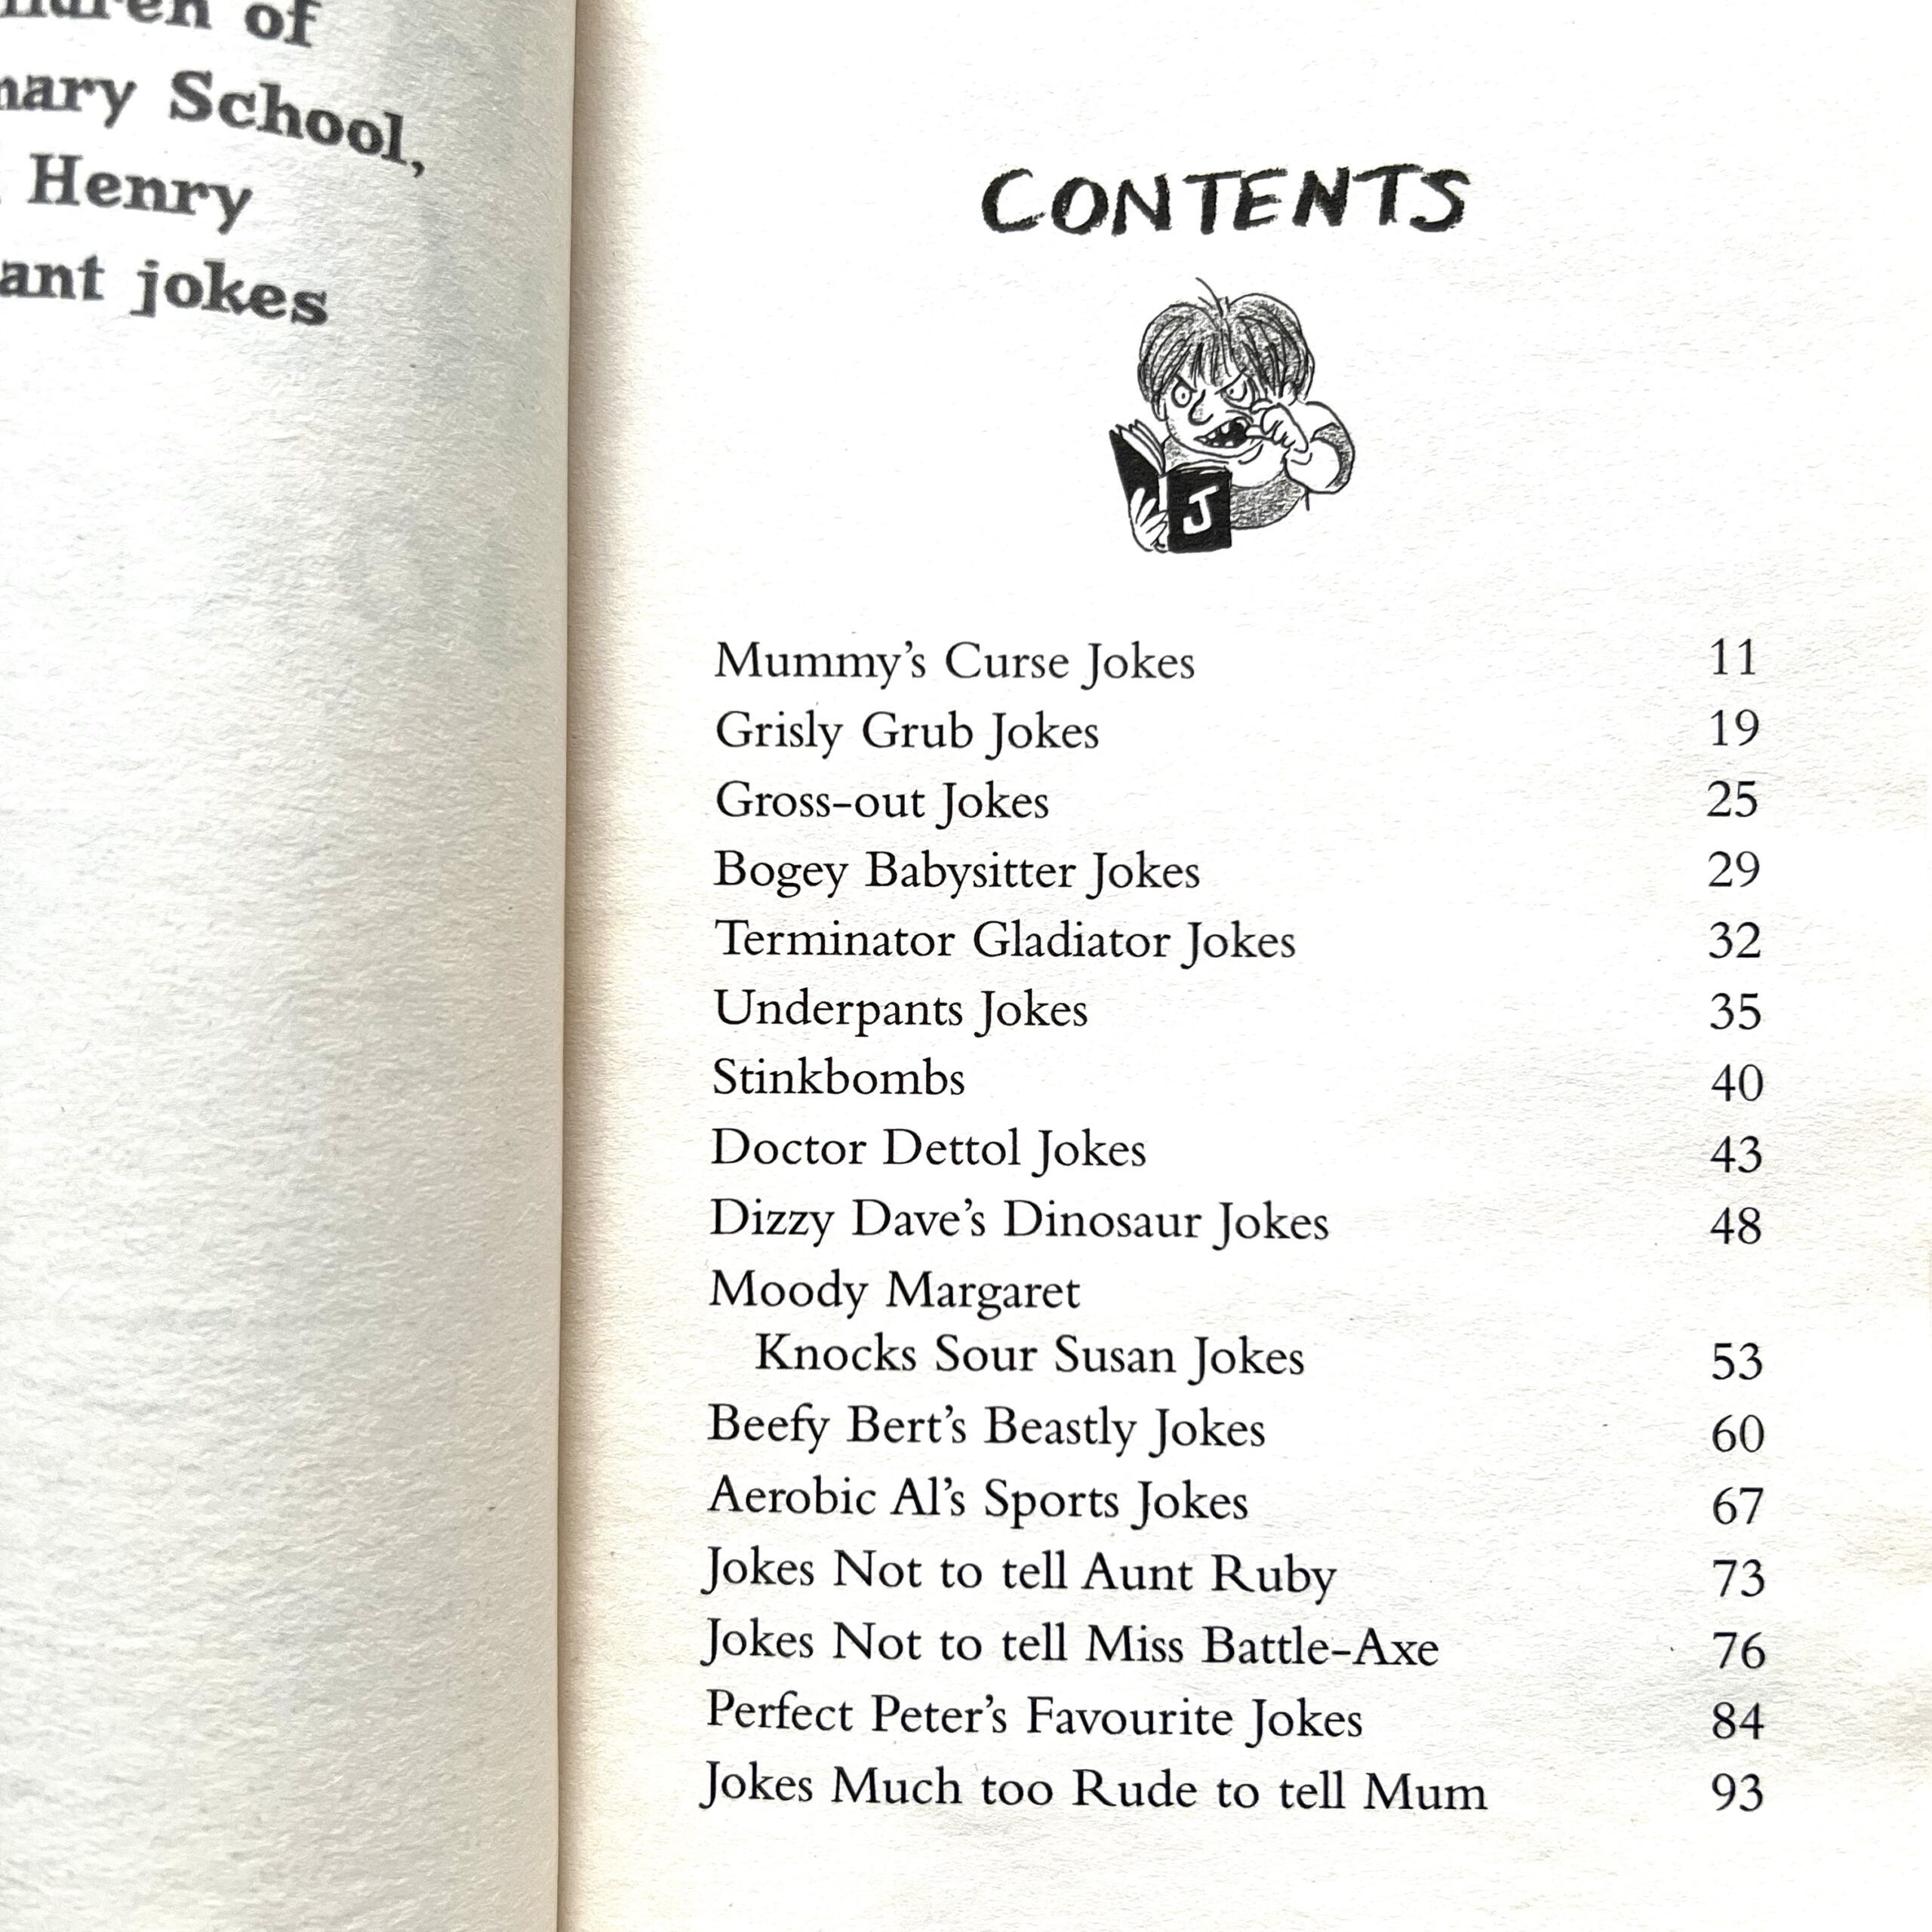 of
School,
Henry
jokes
CONTENTS
J
Mummy's Curse Jokes 11
Grisly Grub Jokes 19
Gross-out Jokes 25
Bogey Babysitter Jokes 29
Terminator Gladiator Jokes 32
Underpants Jokes 35
Stinkbombs 40
Doctor Dettol Jokes 43
Dizzy Dave's Dinosaur Jokes 48
Moody Margaret
Knocks Sour Susan Jokes 53
Beefy Bert's Beastly Jokes 60
Aerobic Al's Sports Jokes 67
Jokes Not to tell Aunt Ruby 73
Jokes Not to tell Miss Battle-Axe 76
Perfect Peter's Favourite Jokes 84
Jokes Much too Rude to tell Mum 93